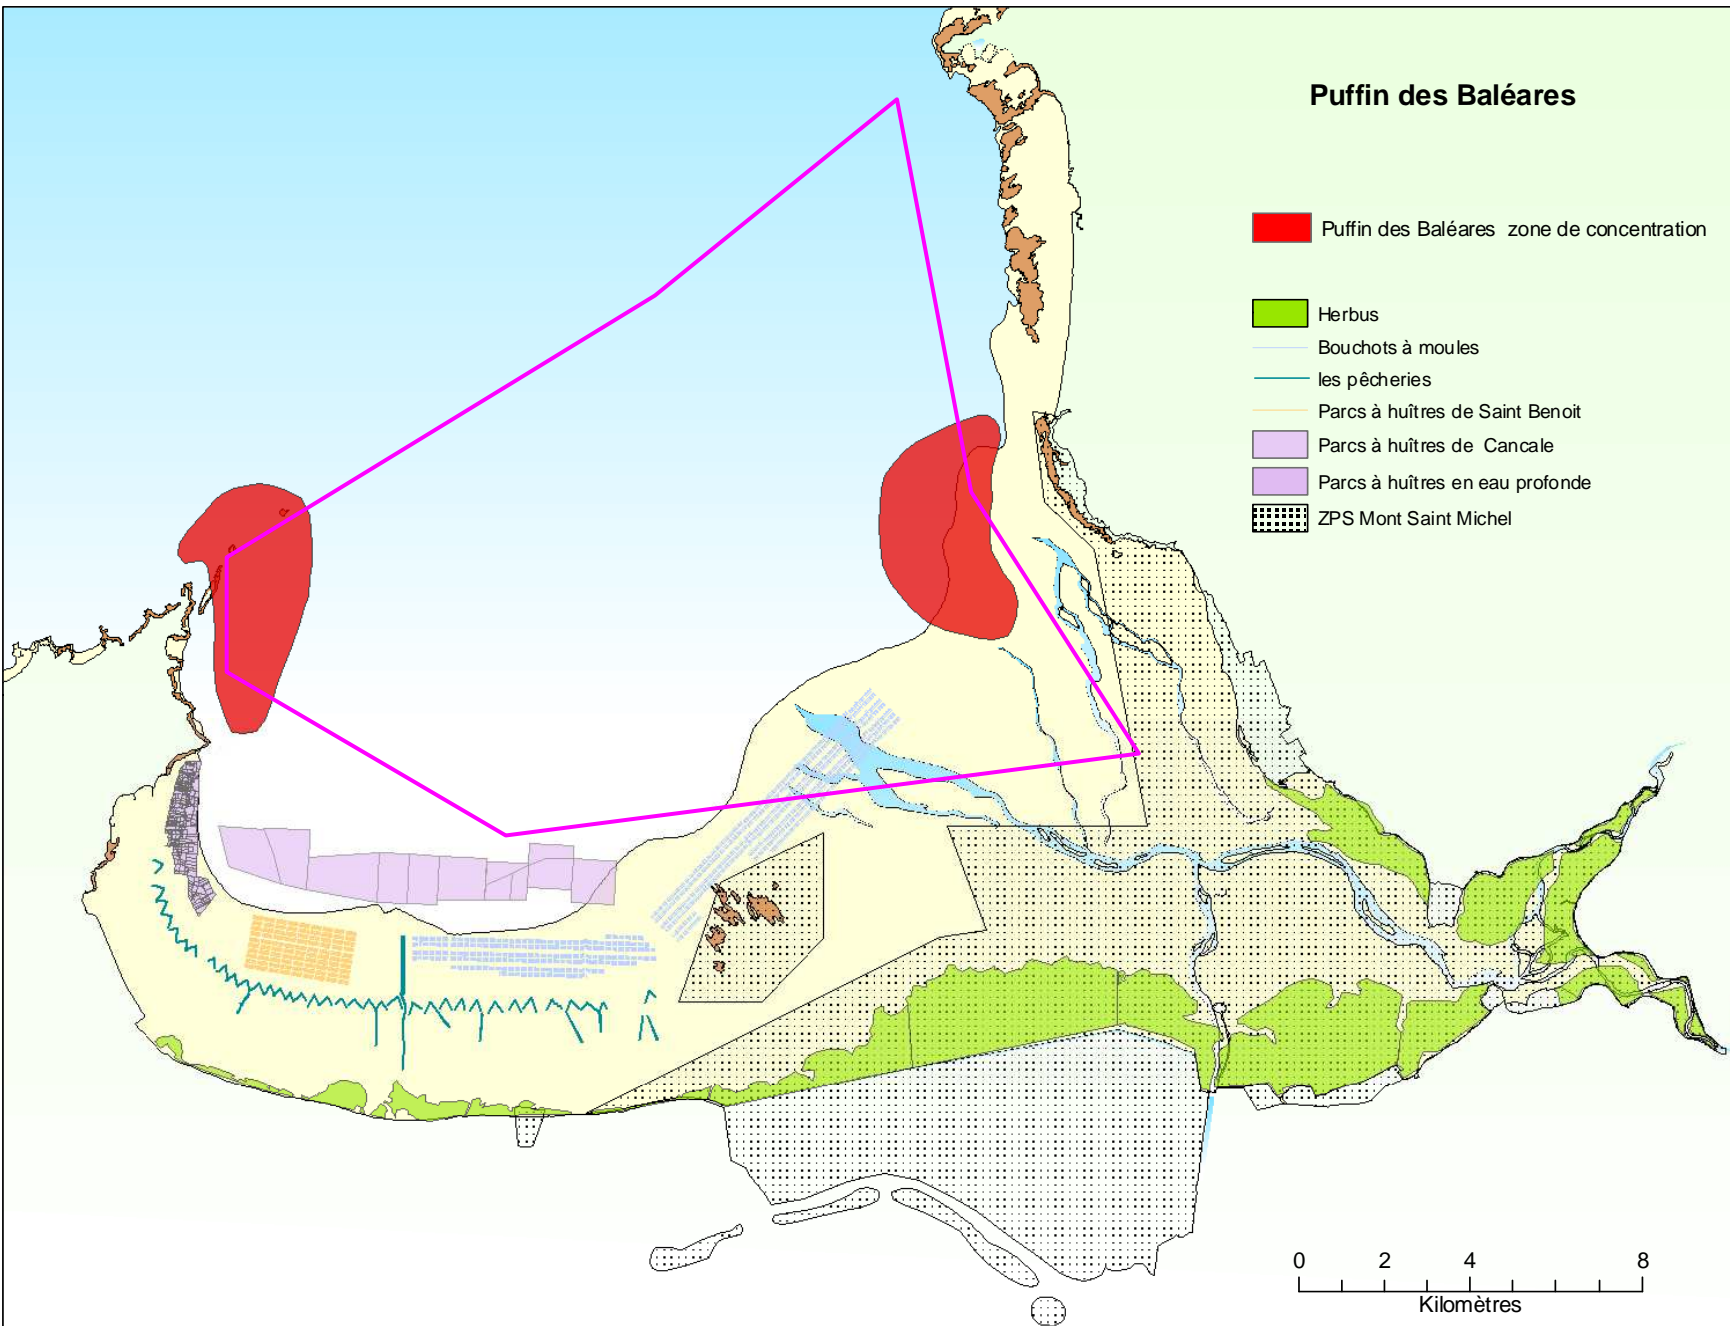 Puffin des Baléares
Puffin des Baléares zone de concentration
Herbus
Bouchots à moules
les pêcheries
Parcs à huîtres de Saint Benoit
Parcs à huîtres de Cancale
Parcs à huîtres en eau profonde
ZPS Mont Saint Michel
0 2 4 8
Kilomètres